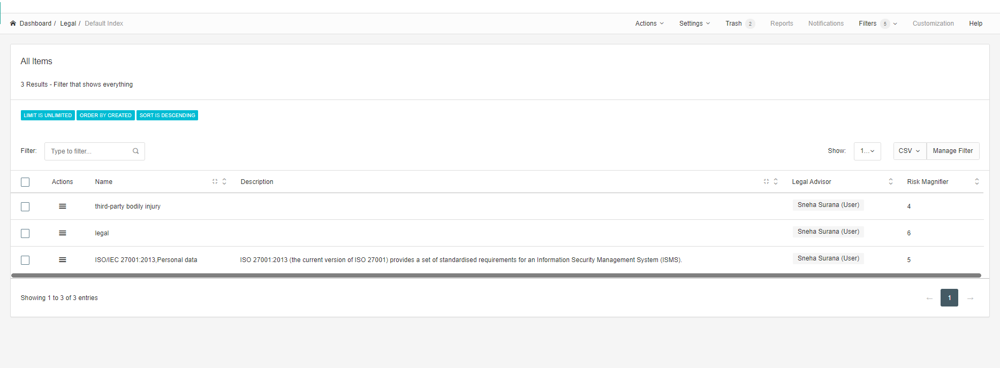 Dashboard / Legal / Default Index
Actions Settings Trash 2 Reports Notifications Filters 5 Customization Help
All Items
3 Results - Filter that shows everything
LIMIT IS UNLIMITED ORDER BY CREATED SORT IS DESCENDING
Filter: Type to filter... Show: 1... CSV Manage Filter
Actions Name Description Legal Advisor Risk Magnifier
third-party bodily injury Sneha Surana (User) 4
legal Sneha Surana (User) 6
ISO/IEC 27001:2013,Personal data ISO 27001:2013 (the current version of ISO 27001) provides a set of standardised requirements for an Information Security Management System (ISMS). Sneha Surana (User) 5
Showing 1 to 3 of 3 entries ← 1 →